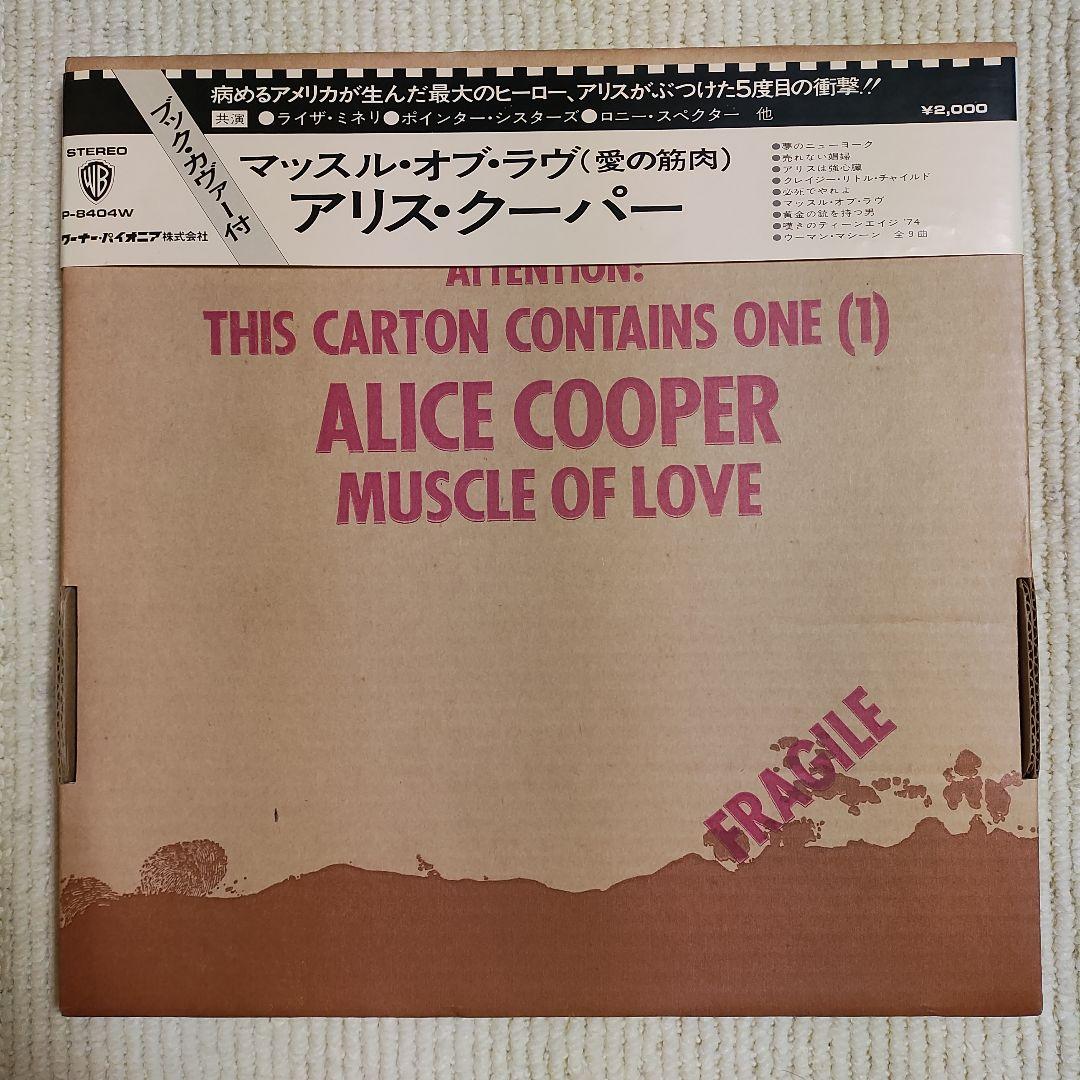 病めるアメリカが生んだ最大のヒーロー、アリスがぶつけた5度目の衝撃!!
共演 ●ライザ・ミネリ ●ポインター・シスターズ ●ロニー・スペクター 他
¥2,000
ブック・カヴァー付
STEREO
WB
P-8404W
ワーナー・パイオニア株式会社
マッスル・オブ・ラヴ(愛の筋肉)
アリス・クーパー
●夢のニューヨーク
●売れない娼婦
●アリスは強心臓
●クレイジー・リトル・チャイルド
●必死でやれよ
●マッスル・オブ・ラヴ
●黄金の銃を持つ男
●嘆きのティーンエイジ '74
●ウーマン・マシーン 全9曲
ATTENTION:
THIS CARTON CONTAINS ONE (1)
ALICE COOPER
MUSCLE OF LOVE
FRAGILE